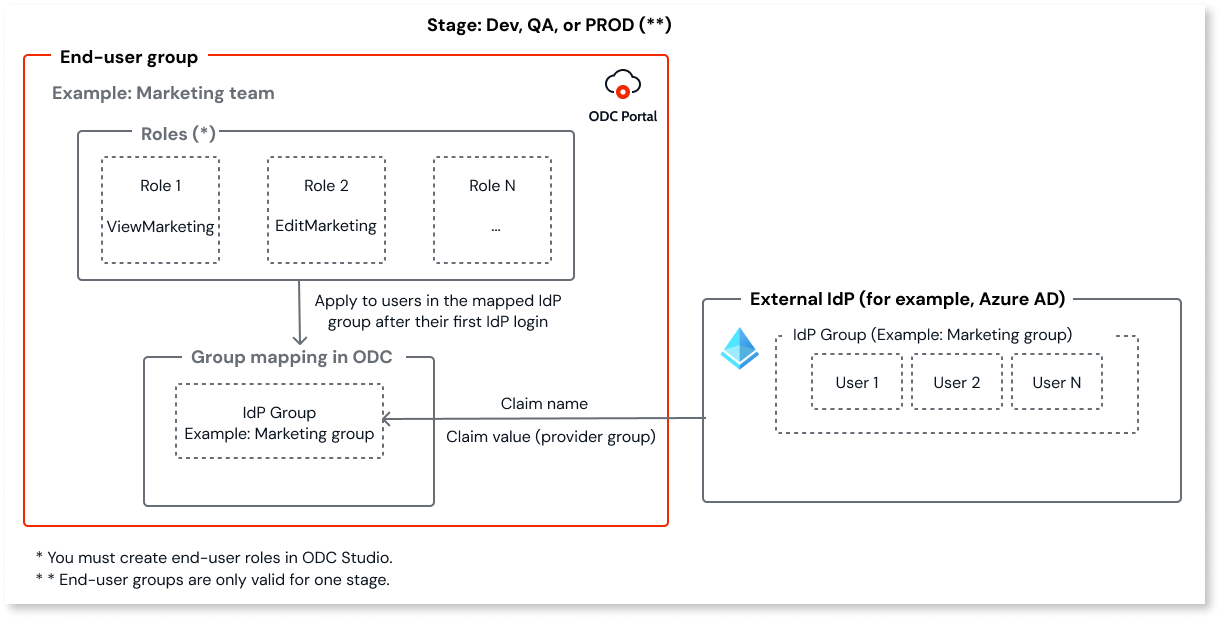 Stage: Dev, QA, or PROD (**)
End-user group
Example: Marketing team
ODC Portal
Roles (*)
Role 1
ViewMarketing
Role 2
EditMarketing
Role N
...
Apply to users in the mapped IdP
group after their first IdP login
Group mapping in ODC
IdP Group
Example: Marketing group
Claim name
Claim value (provider group)
External IdP (for example, Azure AD)
IdP Group (Example: Marketing group)
User 1
User 2
User N
* You must create end-user roles in ODC Studio.
* * End-user groups are only valid for one stage.